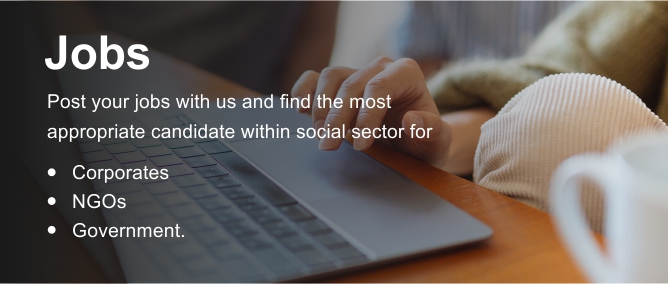 Jobs
Post your jobs with us and find the most
appropriate candidate within social sector for
Corporates
NGOs
Government.